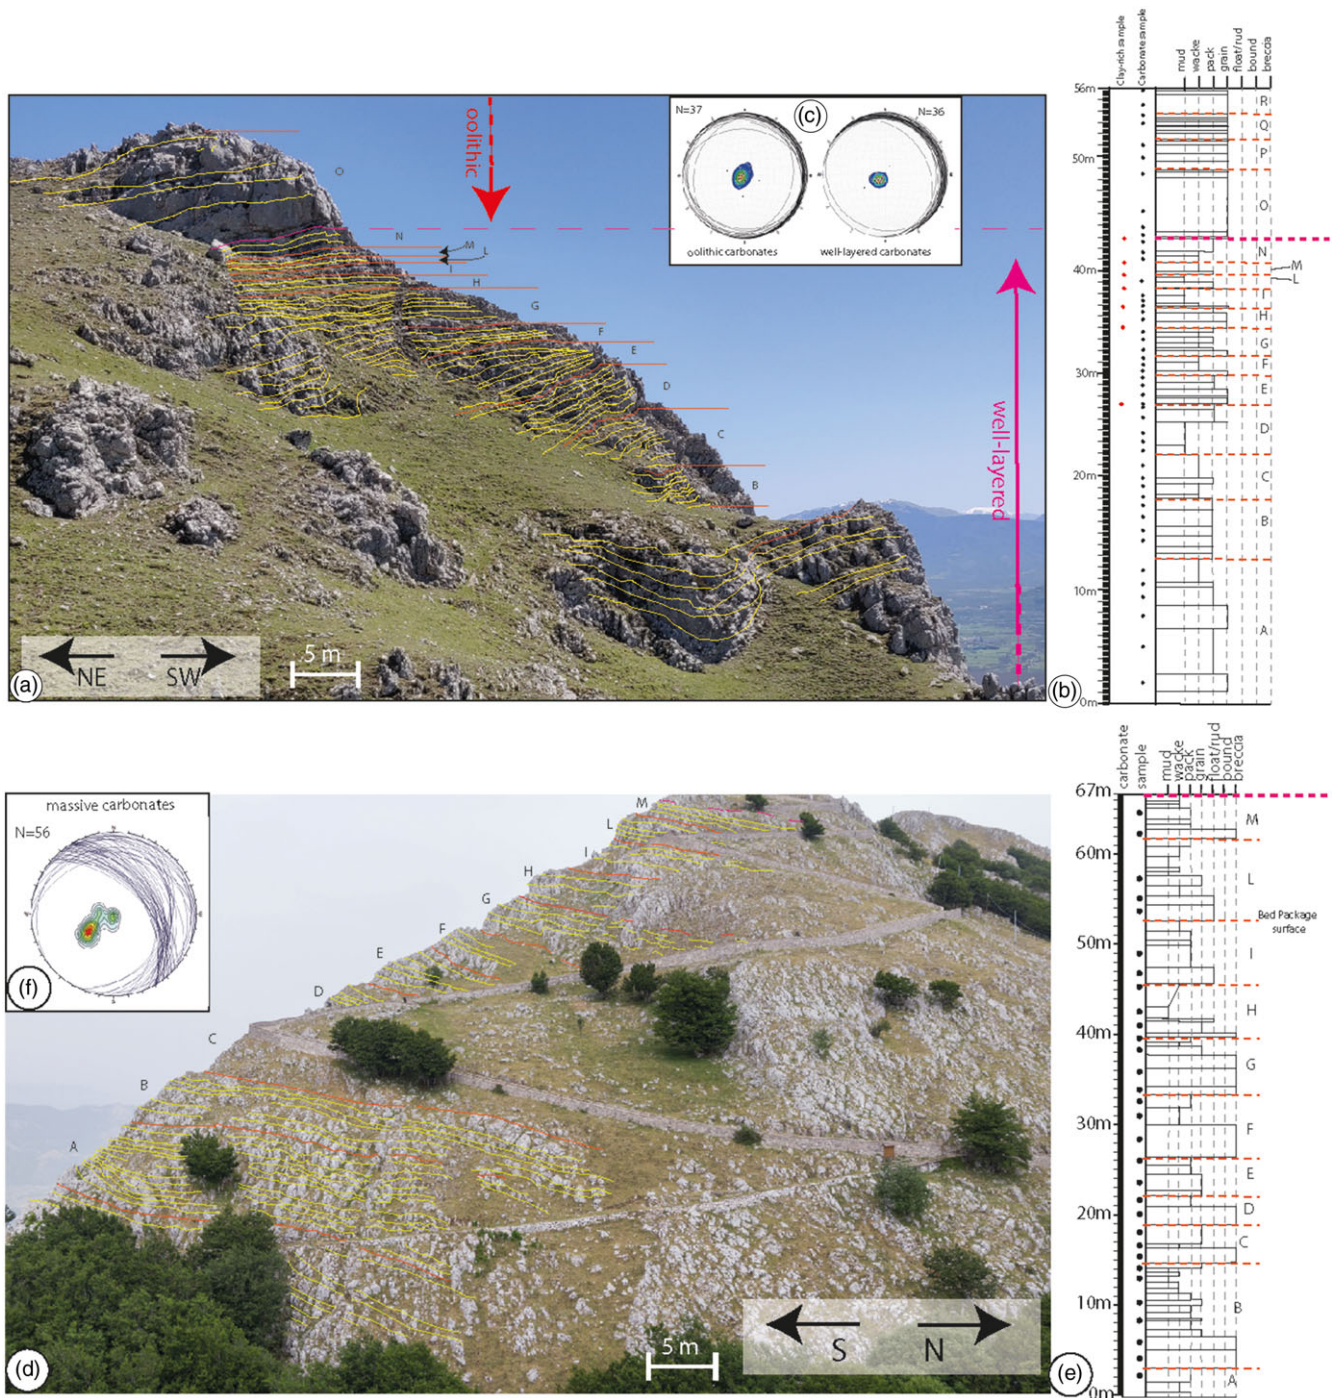 oolithic
N=37
(c)
N=36
oolithic carbonates
well-layered carbonates
O
N
M
L
I
H
G
F
E
D
C
B
well-layered
NE
SW
5 m
(a)
Clay-rich sample
Carbonate sample
mud
wacke
pack
grain
float/rud
bound
breccia
56m
R
Q
50m
P
O
N
M
40m
L
I
H
G
F
30m
E
D
20m
C
B
10m
A
(b)
0m
massive carbonates
N=56
(f)
M
L
I
H
G
F
E
D
C
B
A
S
N
5 m
(d)
carbonate
sample
mud
wacke
pack
grain
float/rud
bound
breccia
67m
M
60m
L
Bed Package
surface
50m
I
H
40m
G
F
30m
E
D
20m
C
B
10m
A
(e)
0m